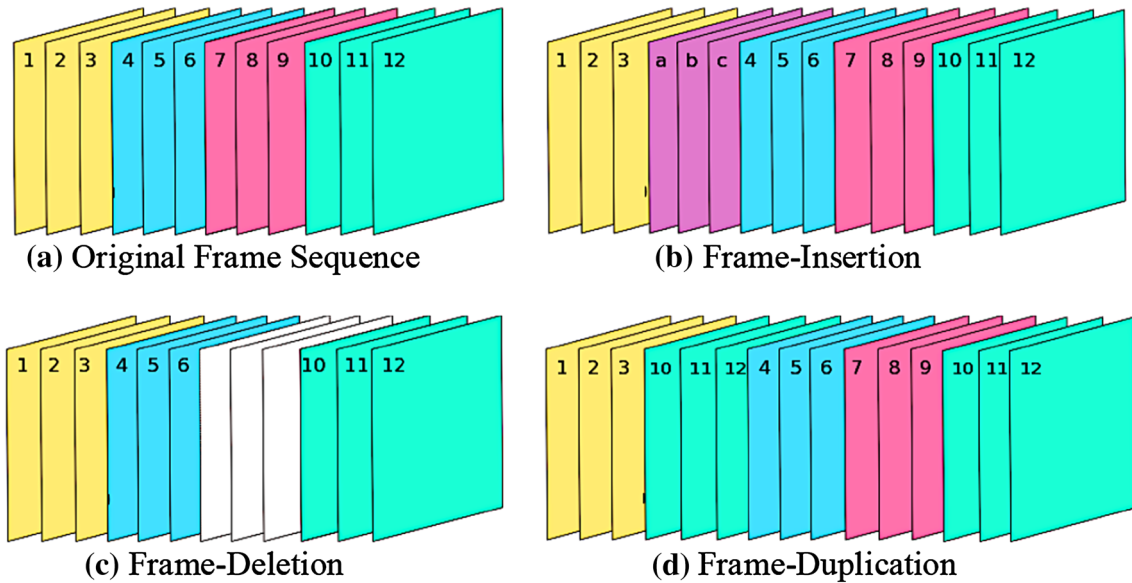 1 2 3 4 5 6 7 8 9 10 11 12
(a) Original Frame Sequence
1 2 3 a b c 4 5 6 7 8 9 10 11 12
(b) Frame-Insertion
1 2 3 4 5 6 10 11 12
(c) Frame-Deletion
1 2 3 10 11 12 4 5 6 7 8 9 10 11 12
(d) Frame-Duplication